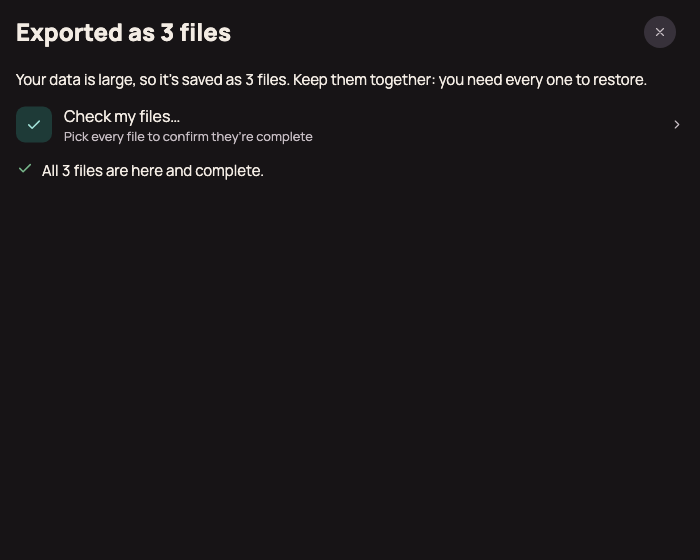 Exported as 3 files
Your data is large, so it's saved as 3 files. Keep them together: you need every one to restore.
Check my files…
Pick every file to confirm they're complete
All 3 files are here and complete.